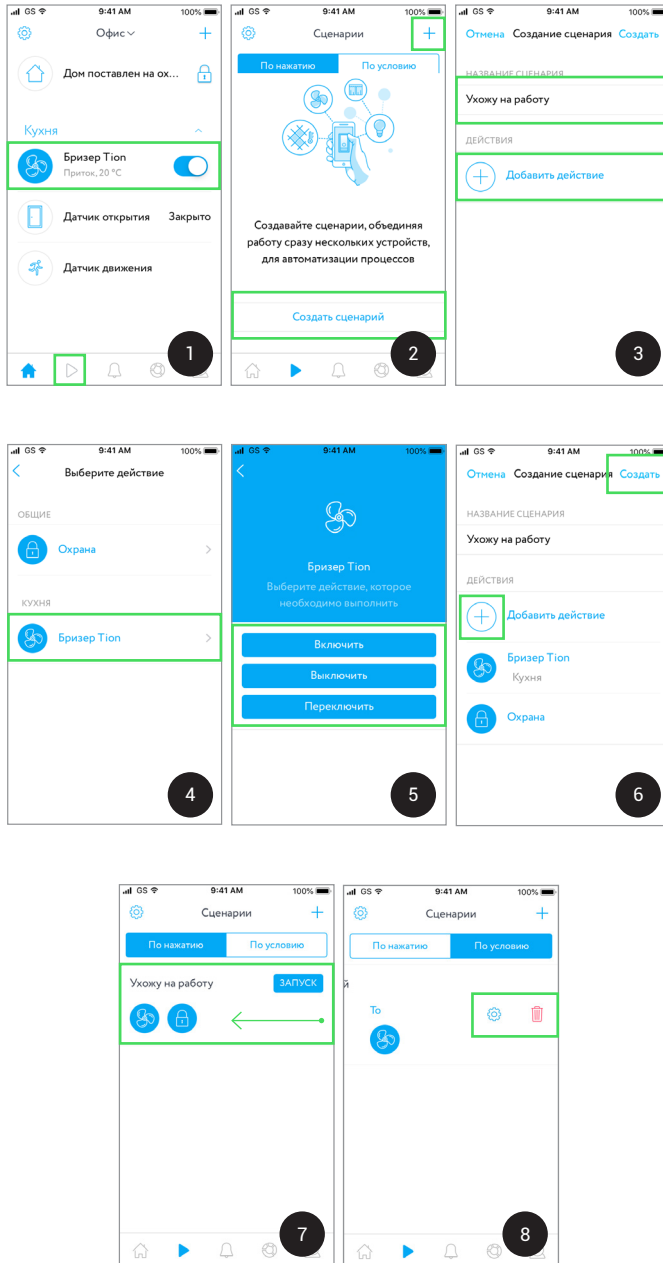 GS 9:41 AM 100%
Офис
Дом поставлен на ох...
Кухня
Бризер Tion
Приток, 20 °C
Датчик открытия Закрыто
Датчик движения
1
GS 9:41 AM 100%
Сценарии
По нажатию По условию
Создавайте сценарии, объединяя
работу сразу нескольких устройств,
для автоматизации процессов
Создать сценарий
2
GS 9:41 AM 100%
Отмена Создание сценария Создать
НАЗВАНИЕ СЦЕНАРИЯ
Ухожу на работу
ДЕЙСТВИЯ
Добавить действие
3
GS 9:41 AM 100%
Выберите действие
ОБЩИЕ
Охрана
КУХНЯ
Бризер Tion
4
GS 9:41 AM 100%
Бризер Tion
Выберите действие, которое
необходимо выполнить
Включить
Выключить
Переключить
5
GS 9:41 AM 100%
Отмена Создание сценария Создать
НАЗВАНИЕ СЦЕНАРИЯ
Ухожу на работу
ДЕЙСТВИЯ
Добавить действие
Бризер Tion
Кухня
Охрана
6
GS 9:41 AM 100%
Сценарии
По нажатию По условию
Ухожу на работу ЗАПУСК
7
GS 9:41 AM 100%
Сценарии
По нажатию По условию
й
То
8